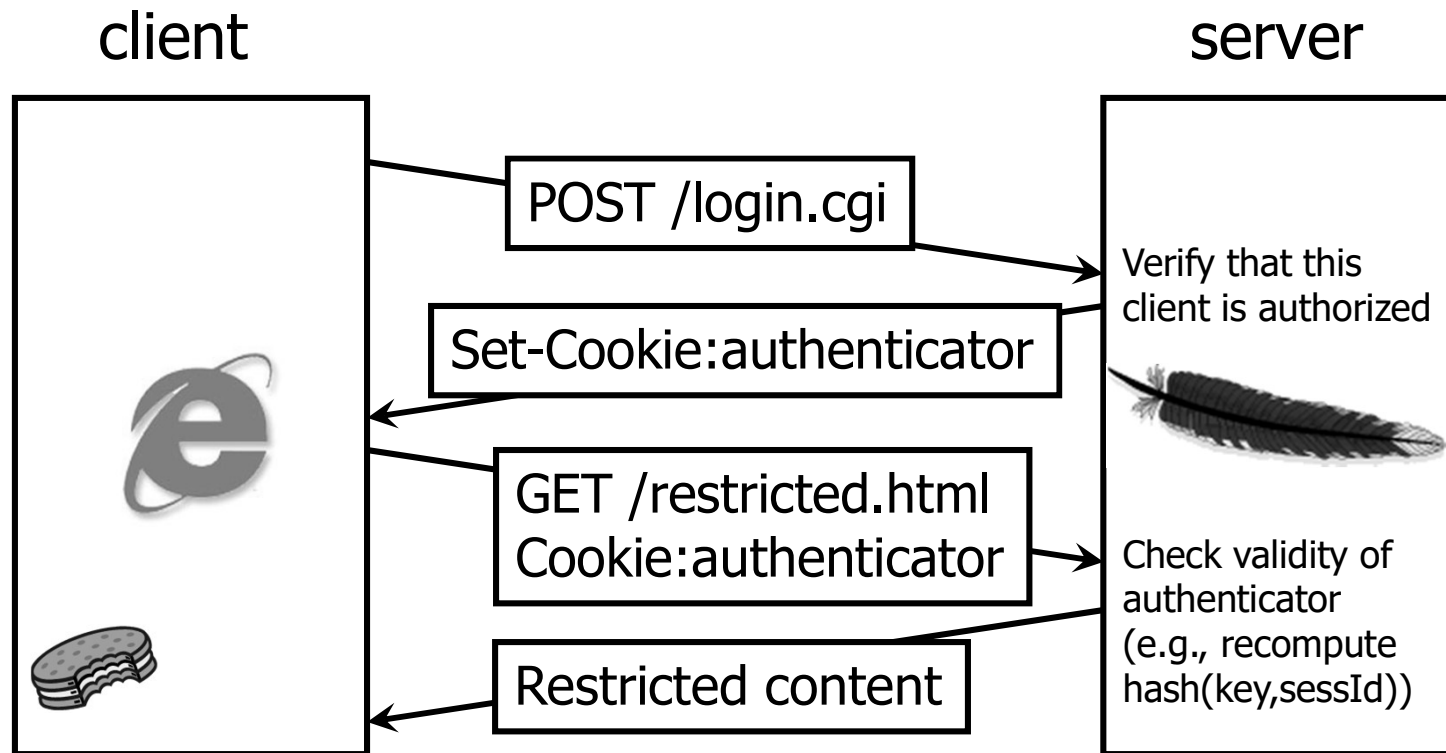 client
server
POST /login.cgi
Verify that this
client is authorized
Set-Cookie:authenticator
GET /restricted.html
Cookie:authenticator
Check validity of
authenticator
(e.g., recompute
hash(key,sessId))
Restricted content